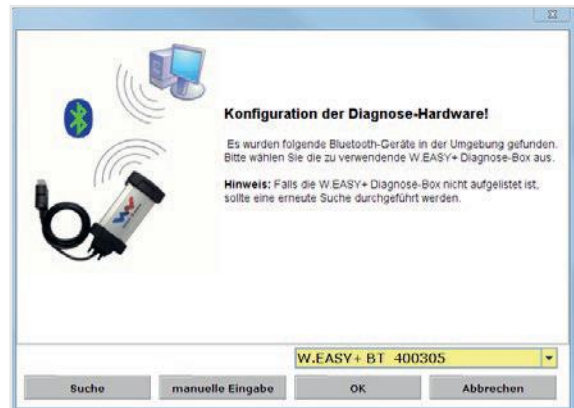 Konfiguration der Diagnose-Hardware!
Es wurden folgende Bluetooth-Geräte in der Umgebung gefunden.
Bitte wählen Sie die zu verwendende W.EASY+ Diagnose-Box aus.
Hinweis: Falls die W.EASY+ Diagnose-Box nicht aufgelistet ist,
sollte eine erneute Suche durchgeführt werden.
W.EASY+ BT 400305
Suche
manuelle Eingabe
OK
Abbrechen